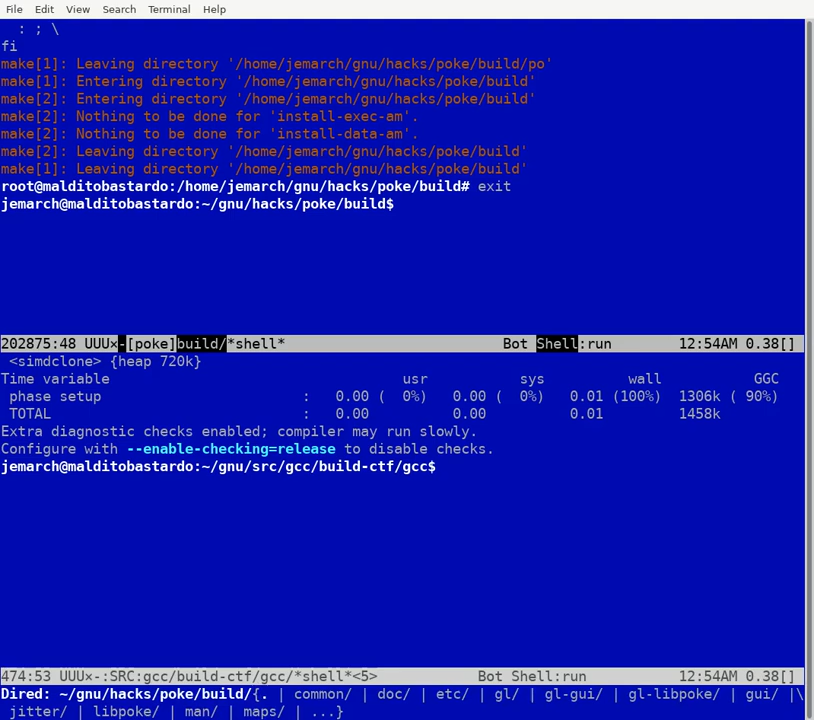 File Edit View Search Terminal Help
: ; \
fi
make[1]: Leaving directory '/home/jemarch/gnu/hacks/poke/build/po'
make[1]: Entering directory '/home/jemarch/gnu/hacks/poke/build'
make[2]: Entering directory '/home/jemarch/gnu/hacks/poke/build'
make[2]: Nothing to be done for 'install-exec-am'.
make[2]: Nothing to be done for 'install-data-am'.
make[2]: Leaving directory '/home/jemarch/gnu/hacks/poke/build'
make[1]: Leaving directory '/home/jemarch/gnu/hacks/poke/build'
root@malditobastardo:/home/jemarch/gnu/hacks/poke/build# exit
jemarch@malditobastardo:~/gnu/hacks/poke/build$
202875:48 UUU×-[poke]build/*shell* Bot Shell:run 12:54AM 0.38[]
<simdclone> {heap 720k}
Time variable usr sys wall GGC
phase setup : 0.00 ( 0%) 0.00 ( 0%) 0.01 (100%) 1306k ( 90%)
TOTAL : 0.00 0.00 0.01 1458k
Extra diagnostic checks enabled; compiler may run slowly.
Configure with --enable-checking=release to disable checks.
jemarch@malditobastardo:~/gnu/src/gcc/build-ctf/gcc$
474:53 UUU×-:SRC:gcc/build-ctf/gcc/*shell*<5> Bot Shell:run 12:54AM 0.38[]
Dired: ~/gnu/hacks/poke/build/{. | common/ | doc/ | etc/ | gl/ | gl-gui/ | gl-libpoke/ | gui/ |\
jitter/ | libpoke/ | man/ | maps/ | ...}